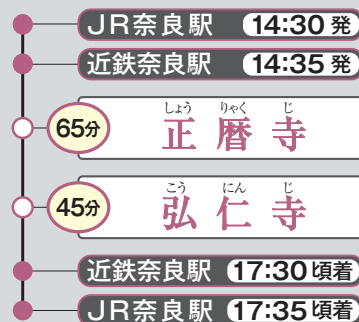 JR奈良駅 14:30発
近鉄奈良駅 14:35発
65分 正暦寺 しょう りゃく じ
45分 弘仁寺 こう にん じ
近鉄奈良駅 17:30頃着
JR奈良駅 17:35頃着